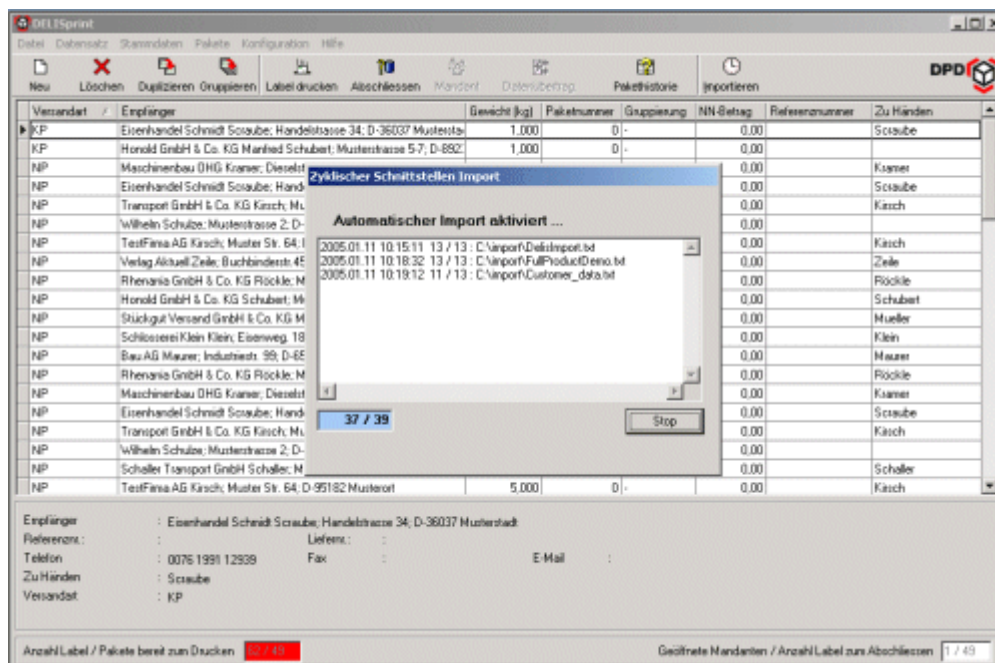 DELISprint
Datei Datensatz Stammdaten Pakete Konfiguration Hilfe
Neu Löschen Duplizieren Gruppieren Label drucken Abschliessen Mandant Datenübertrag Pakethistorie Importieren DPD
Versandart Empfänger Gewicht [kg] Paketnummer Gruppierung NN-Betrag Referenznummer Zu Händen
KP Eisenhandel Schmidt Scraube; Handelstrasse 34; D-36037 Mustersta 1,000 0 - 0,00 Scraube
KP Honold GmbH & Co. KG Manfred Schubert; Musterstrasse 5-7; D-892 1,000 0 - 0,00
NP Maschinenbau OHG Kramer; Dieselst 0,00 Kramer
NP Eisenhandel Schmidt Scraube; Hand 0,00 Scraube
NP Transport GmbH & Co. KG Kirsch; Mu 0,00 Kirsch
NP Wilhelm Schulze; Musterstrasse 2; D- 0,00
NP TestFirma AG Kirsch; Muster Str. 64; 0,00 Kirsch
NP Verlag Aktuell Zeile; Buchbinderstr. 45 0,00 Zeile
NP Rhenania GmbH & Co. KG Röckle; M 0,00 Röckle
NP Honold GmbH & Co. KG Schubert; M 0,00 Schubert
NP Stückgut Versand GmbH & Co. KG M 0,00 Mueller
NP Schlosserei Klein Klein; Eisenweg. 18 0,00 Klein
NP Bau AG Maurer; Industriestr. 99; D-65 0,00 Maurer
NP Rhenania GmbH & Co. KG Röckle; M 0,00 Röckle
NP Maschinenbau OHG Kramer; Dieselst 0,00 Kramer
NP Eisenhandel Schmidt Scraube; Hand 0,00 Scraube
NP Transport GmbH & Co. KG Kirsch; Mu 0,00 Kirsch
NP Wilhelm Schulze; Musterstrasse 2; D- 0,00
NP Schaller Transport GmbH Schaller; M 0,00 Schaller
NP TestFirma AG Kirsch; Muster Str. 64; D-95182 Musterort 5,000 0 - 0,00 Kirsch
Zyklischer Schnittstellen Import
Automatischer Import aktiviert ...
2005.01.11 10:15:11 13 / 13 : C:\import\DelisImport.txt
2005.01.11 10:18:32 13 / 13 : C:\import\FullProductDemo.txt
2005.01.11 10:19:12 11 / 13 : C:\import\Customer_data.txt
37 / 39 Stop
Empfänger : Eisenhandel Schmidt Scraube; Handelstrasse 34; D-36037 Musterstadt
Referenznr.: : Liefernr.: :
Telefon : 0076 1991 12939 Fax : E-Mail :
Zu Händen : Scraube
Versandart : KP
Anzahl Label / Pakete bereit zum Drucken 62 / 49 Geöffnete Mandanten / Anzahl Label zum Abschliessen 1 / 49